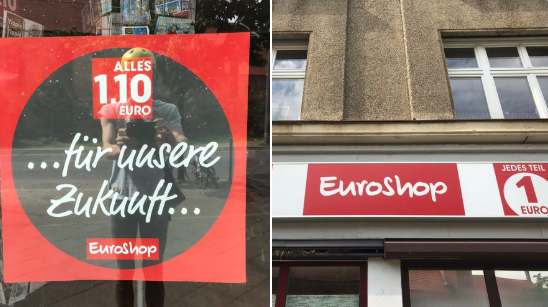 ALLES
1,10
EURO
...für unsere
Zukunft...
EUROSHOP
EUROSHOP
JEDES TEIL
1
EURO